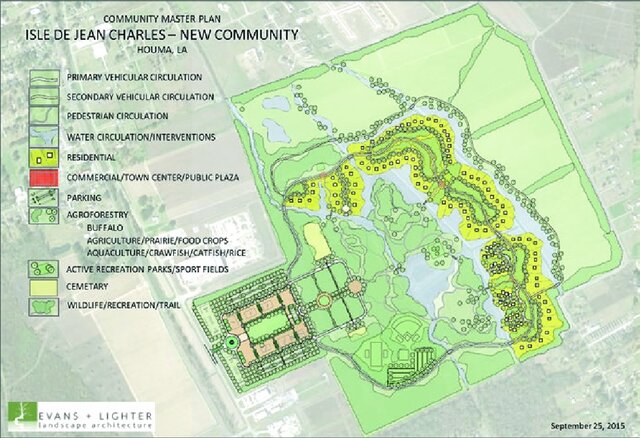 COMMUNITY MASTER PLAN
ISLE DE JEAN CHARLES – NEW COMMUNITY
HOUMA, LA
PRIMARY VEHICULAR CIRCULATION
SECONDARY VEHICULAR CIRCULATION
PEDESTRIAN CIRCULATION
WATER CIRCULATION/INTERVENTIONS
RESIDENTIAL
COMMERCIAL/TOWN CENTER/PUBLIC PLAZA
PARKING
AGROFORESTRY
BUFFALO
AGRICULTURE/PRAIRIE/FOOD CROPS
AQUACULTURE/CRAWFISH/CATFISH/RICE
ACTIVE RECREATION PARKS/SPORT FIELDS
CEMETARY
WILDLIFE/RECREATION/TRAIL
EVANS + LIGHTER
landscape architecture
September 25, 2015